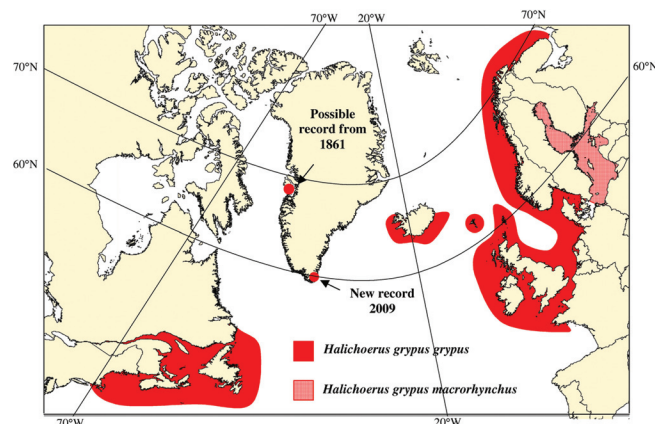 70°W
20°W
70°N
70°N
60°N
Possible
record from
1861
60°N
New record
2009
Halichoerus grypus grypus
Halichoerus grypus macrorhynchus
70°W
20°W